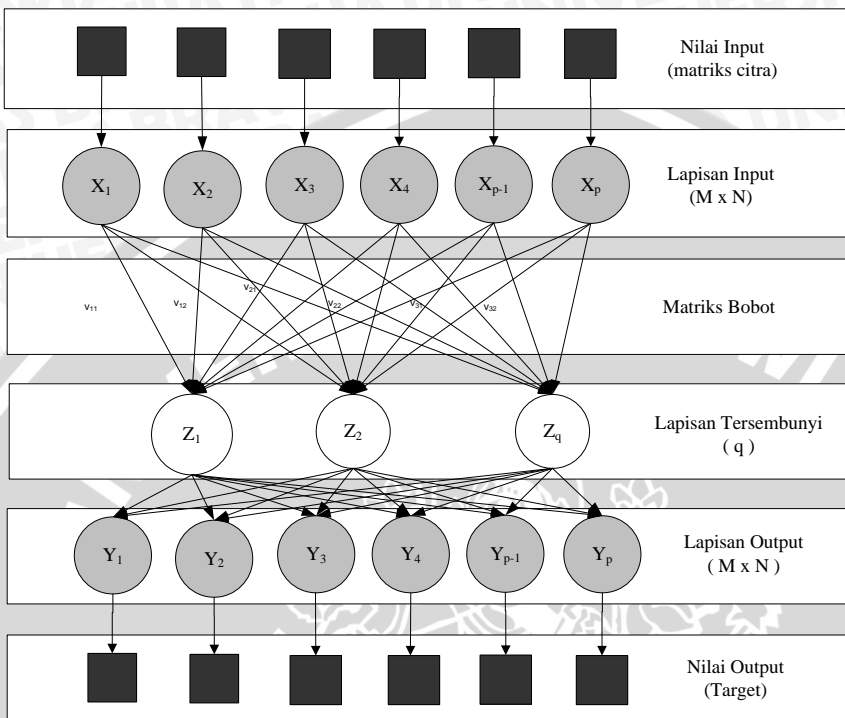 Nilai Input
(matriks citra)
X1 X2 X3 X4 Xp-1 Xp
Lapisan Input
(M x N)
v11 v12 v21 v22 v31 v32
Matriks Bobot
Z1 Z2 Zq
Lapisan Tersembunyi
( q )
Y1 Y2 Y3 Y4 Yp-1 Yp
Lapisan Output
( M x N )
Nilai Output
(Target)